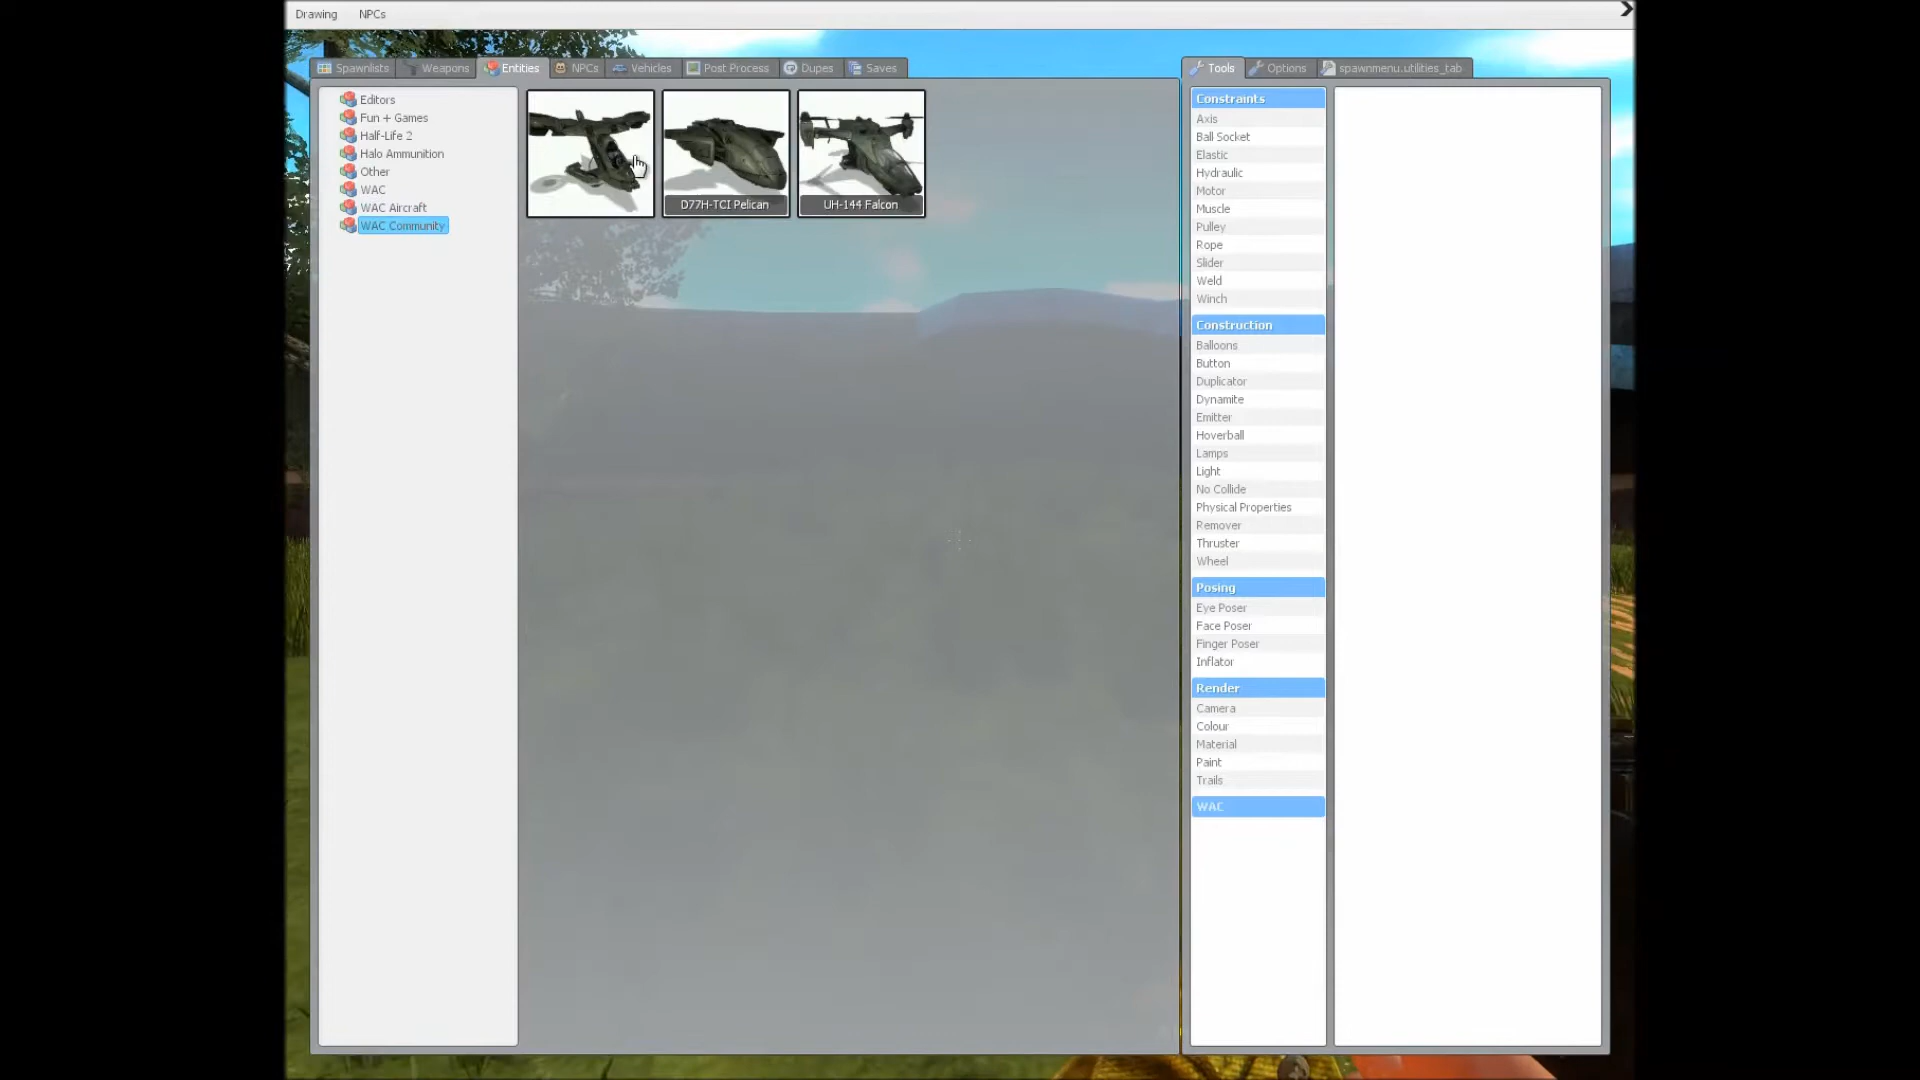 Drawing NPCs
Spawnlists Weapons Entities NPCs Vehicles Post Process Dupes Saves
Tools Options spawnmenu.utilities_tab
Editors
Fun + Games
Half-Life 2
Halo Ammunition
Other
WAC
WAC Aircraft
WAC Community
D77H-TCI Pelican
UH-144 Falcon
Constraints
Axis
Ball Socket
Elastic
Hydraulic
Motor
Muscle
Pulley
Rope
Slider
Weld
Winch
Construction
Balloons
Button
Duplicator
Dynamite
Emitter
Hoverball
Lamps
Light
No Collide
Physical Properties
Remover
Thruster
Wheel
Posing
Eye Poser
Face Poser
Finger Poser
Inflator
Render
Camera
Colour
Material
Paint
Trails
WAC